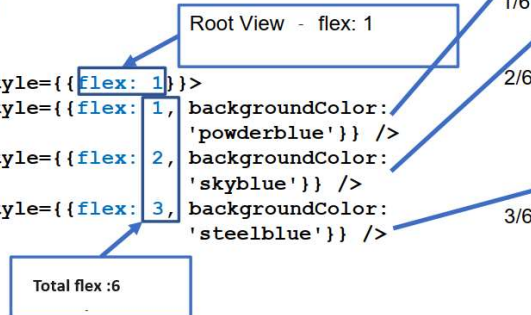 1/6
Root View - flex: 1
yle={{flex: 1}}>
yle={{flex: 1, backgroundColor:
'powderblue'}} />
2/6
yle={{flex: 2, backgroundColor:
'skyblue'}} />
yle={{flex: 3, backgroundColor:
'steelblue'}} />
3/6
Total flex :6